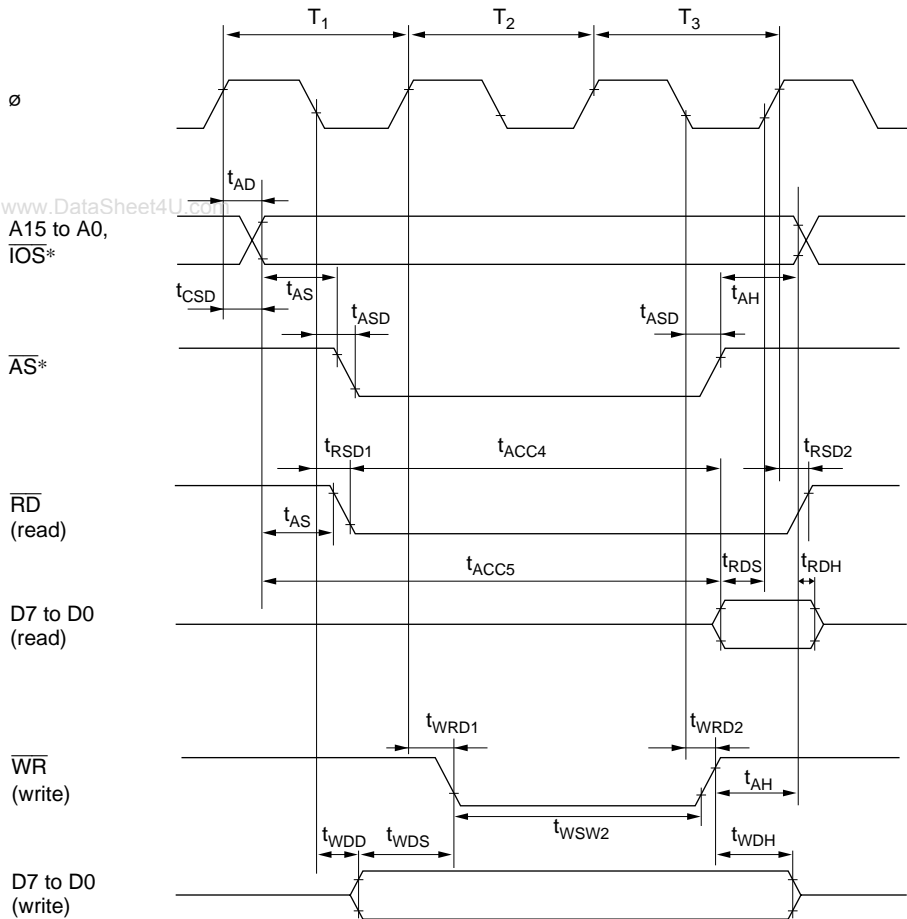 T1 T2 T3
ø
tAD
www.DataSheet4U.com
A15 to A0,
IOS*
tCSD tAS tAH
tASD tASD
AS*
tRSD1 tACC4 tRSD2
RD
(read)
tAS
tACC5 tRDS tRDH
D7 to D0
(read)
tWRD1 tWRD2
WR
(write)
tAH
tWDD tWDS tWSW2 tWDH
D7 to D0
(write)